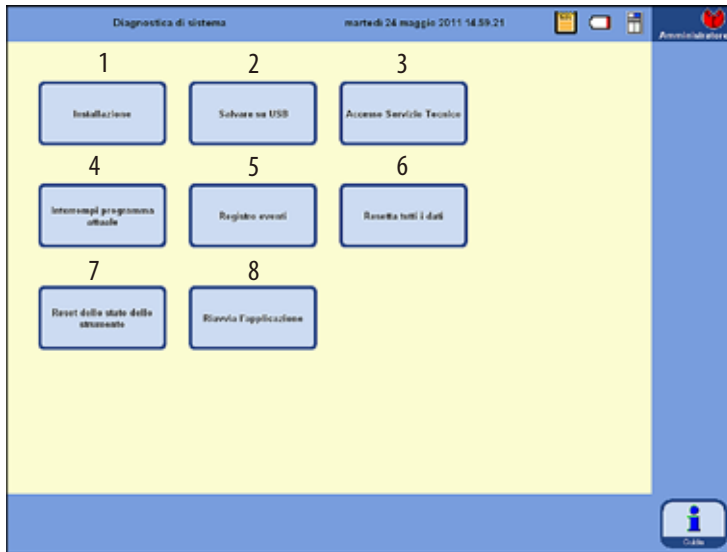 Diagnostica di sistema martedì 24 maggio 2011 14.59.21
Amministratore
1 2 3
Installazione Salvare su USB Accesso Servizio Tecnico
4 5 6
Interrompi programma
attuale
Registro eventi Resetta tutti i dati
7 8
Reset dello stato dello
strumento
Riavvia l'applicazione
Guida